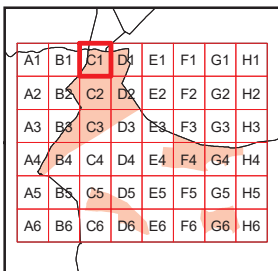 A1 B1 C1 D1 E1 F1 G1 H1
A2 B2 C2 D2 E2 F2 G2 H2
A3 B3 C3 D3 E3 F3 G3 H3
A4 B4 C4 D4 E4 F4 G4 H4
A5 B5 C5 D5 E5 F5 G5 H5
A6 B6 C6 D6 E6 F6 G6 H6